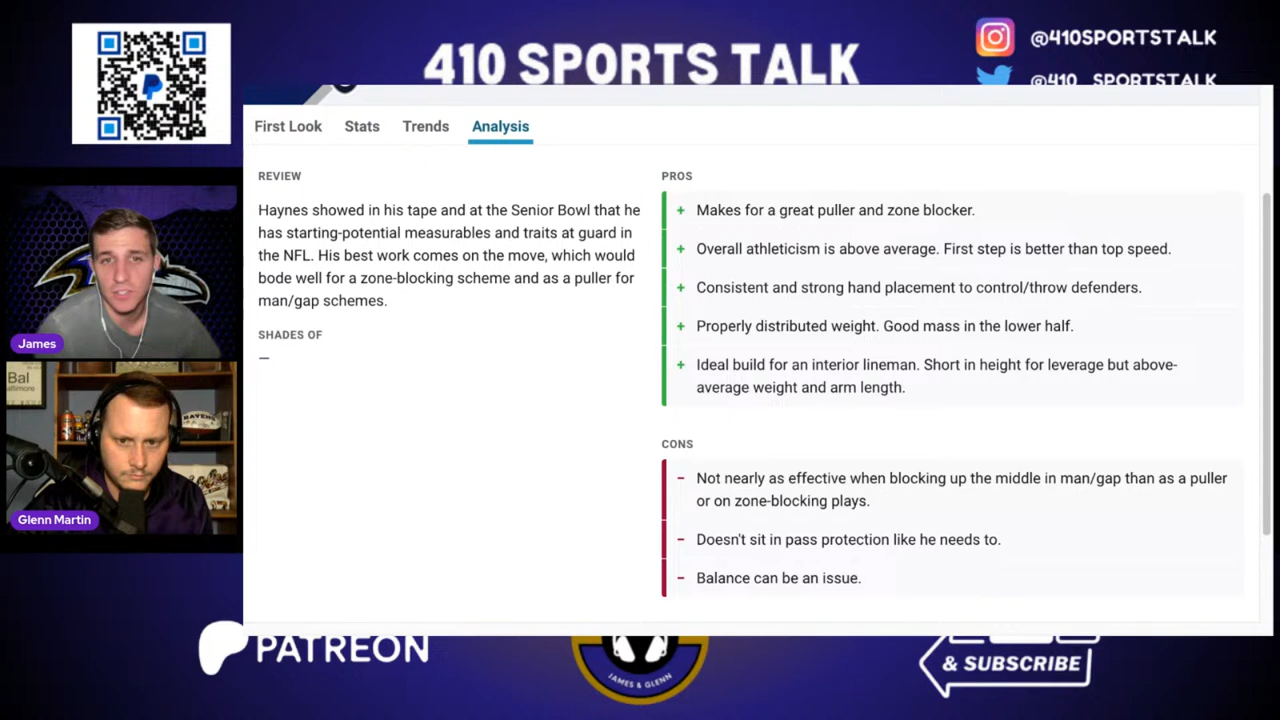 410 SPORTS TALK
@410SPORTSTALK
@410_SPORTSTALK
First Look
Stats
Trends
Analysis
REVIEW
Haynes showed in his tape and at the Senior Bowl that he
has starting-potential measurables and traits at guard in
the NFL. His best work comes on the move, which would
bode well for a zone-blocking scheme and as a puller for
man/gap schemes.
SHADES OF
—
PROS
+ Makes for a great puller and zone blocker.
+ Overall athleticism is above average. First step is better than top speed.
+ Consistent and strong hand placement to control/throw defenders.
+ Properly distributed weight. Good mass in the lower half.
+ Ideal build for an interior lineman. Short in height for leverage but above-
average weight and arm length.
CONS
- Not nearly as effective when blocking up the middle in man/gap than as a puller
or on zone-blocking plays.
- Doesn't sit in pass protection like he needs to.
- Balance can be an issue.
James
Bal
altimore
RAVENS
Glenn Martin
PATREON
JAMES & GLENN
& SUBSCRIBE